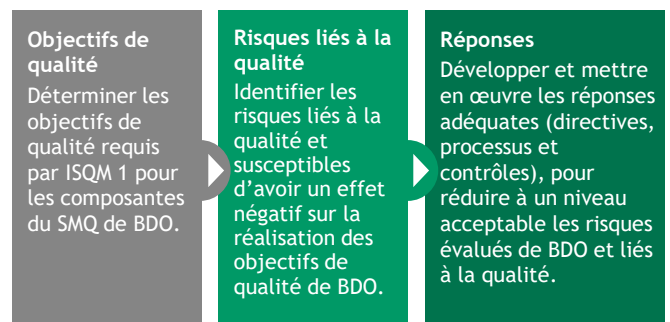 Objectifs de
qualité
Déterminer les
objectifs de
qualité requis
par ISQM 1 pour
les composantes
du SMQ de BDO.
Risques liés à la
qualité
Identifier les
risques liés à la
qualité et
susceptibles
d’avoir un effet
négatif sur la
réalisation des
objectifs de
qualité de BDO.
Réponses
Développer et mettre
en œuvre les réponses
adéquates (directives,
processus et
contrôles), pour
réduire à un niveau
acceptable les risques
évalués de BDO et liés
à la qualité.